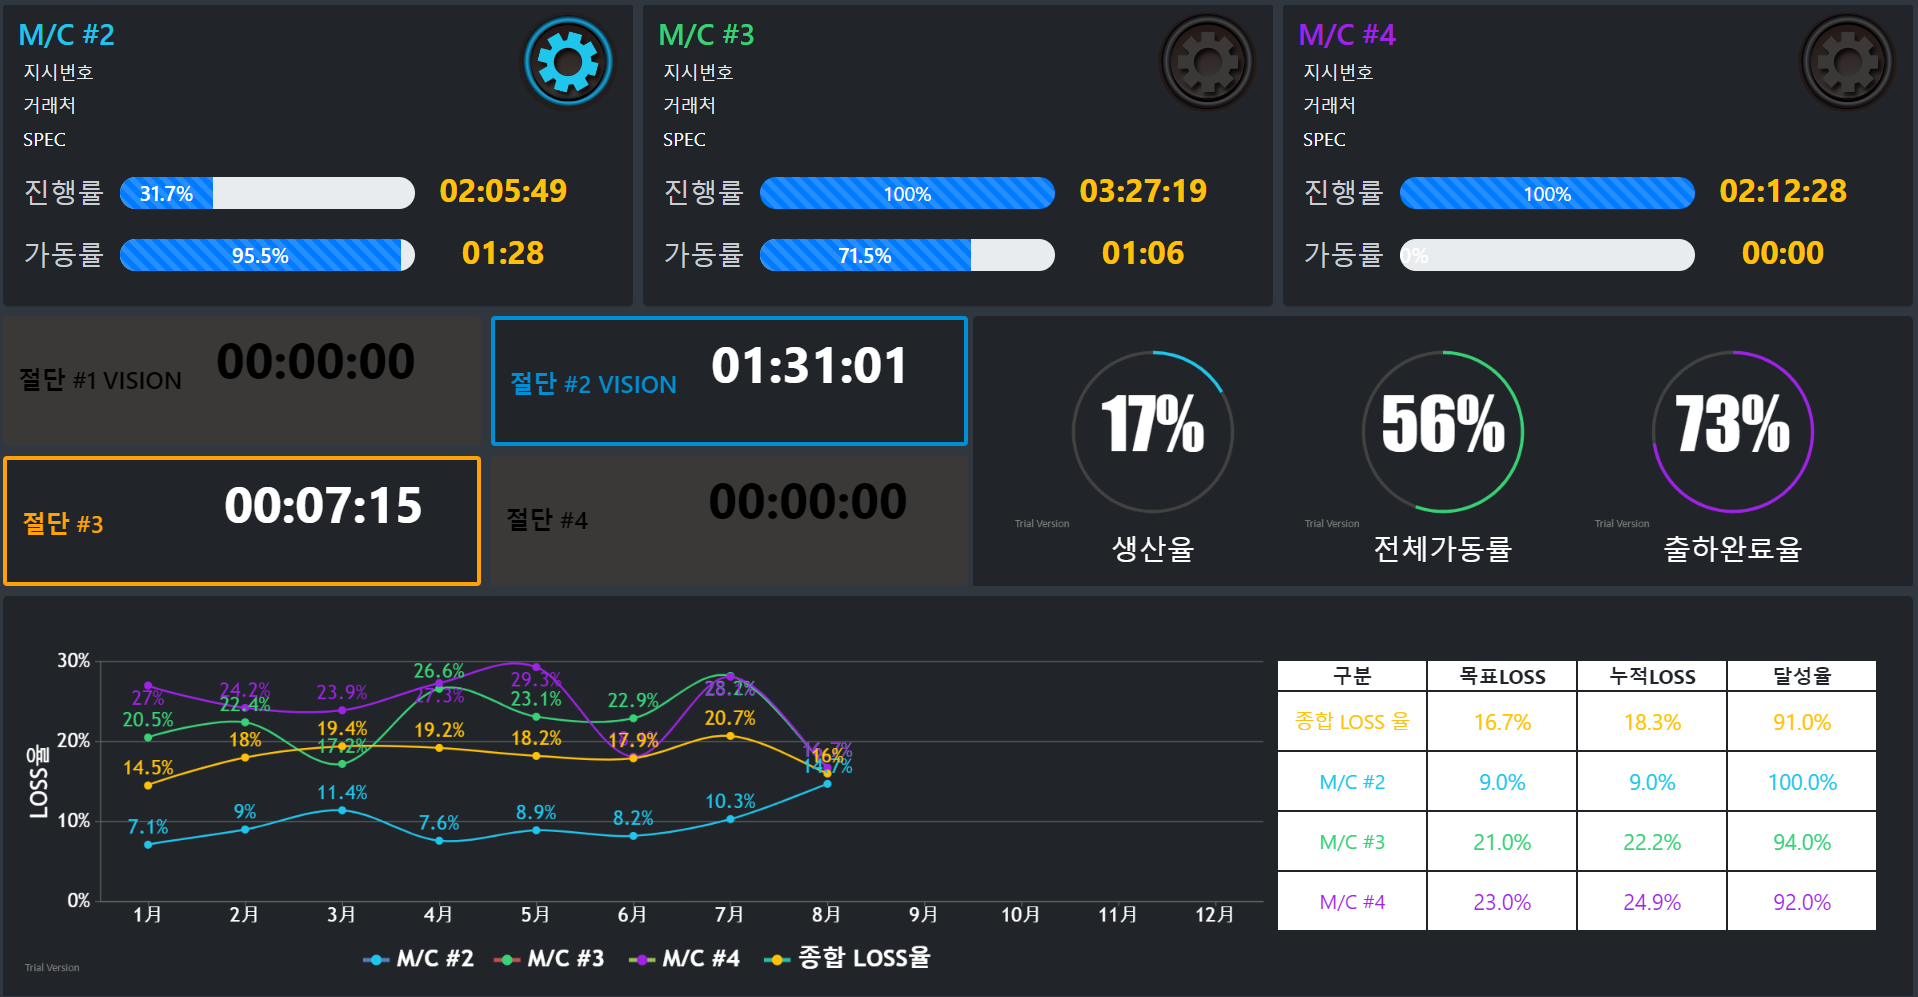 M/C #2
지시번호
거래처
SPEC
진행률 31.7% 02:05:49
가동률 95.5% 01:28
M/C #3
지시번호
거래처
SPEC
진행률 100% 03:27:19
가동률 71.5% 01:06
M/C #4
지시번호
거래처
SPEC
진행률 100% 02:12:28
가동률 0% 00:00
절단 #1 VISION 00:00:00
절단 #2 VISION 01:31:01
절단 #3 00:07:15
절단 #4 00:00:00
17%
Trial Version
생산율
56%
Trial Version
전체가동률
73%
Trial Version
출하완료율
LOSS율
30%
20%
10%
0%
27% 24.2% 23.9% 27.3% 29.3% 28.1% 16.7%
20.5% 22.4% 17.2% 26.6% 23.1% 22.9%
14.5% 18% 19.4% 19.2% 18.2% 17.9% 20.7% 16%
7.1% 9% 11.4% 7.6% 8.9% 8.2% 10.3% 14.7%
1月 2月 3月 4月 5月 6月 7月 8月 9月 10月 11月 12月
M/C #2 M/C #3 M/C #4 종합 LOSS율
Trial Version
구분 목표LOSS 누적LOSS 달성율
종합 LOSS 율 16.7% 18.3% 91.0%
M/C #2 9.0% 9.0% 100.0%
M/C #3 21.0% 22.2% 94.0%
M/C #4 23.0% 24.9% 92.0%